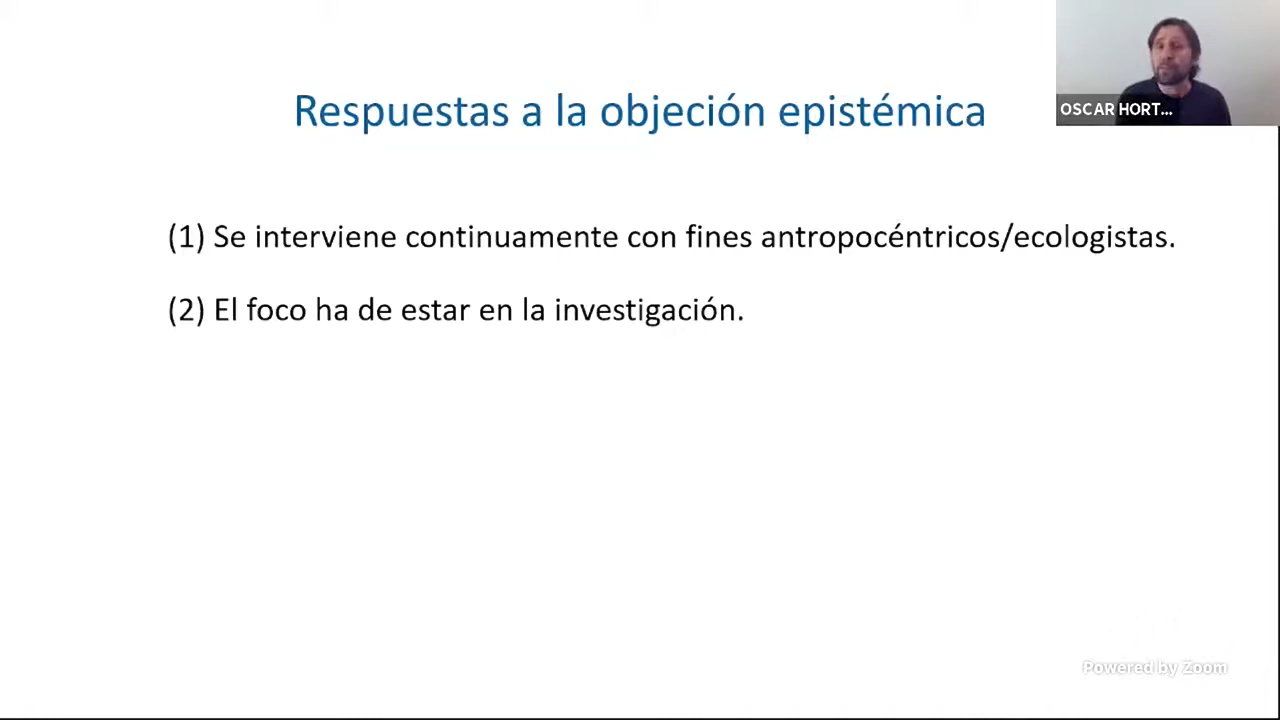 Respuestas a la objeción epistémica
OSCAR HORT...
(1) Se interviene continuamente con fines antropocéntricos/ecologistas.
(2) El foco ha de estar en la investigación.
Powered by Zoom